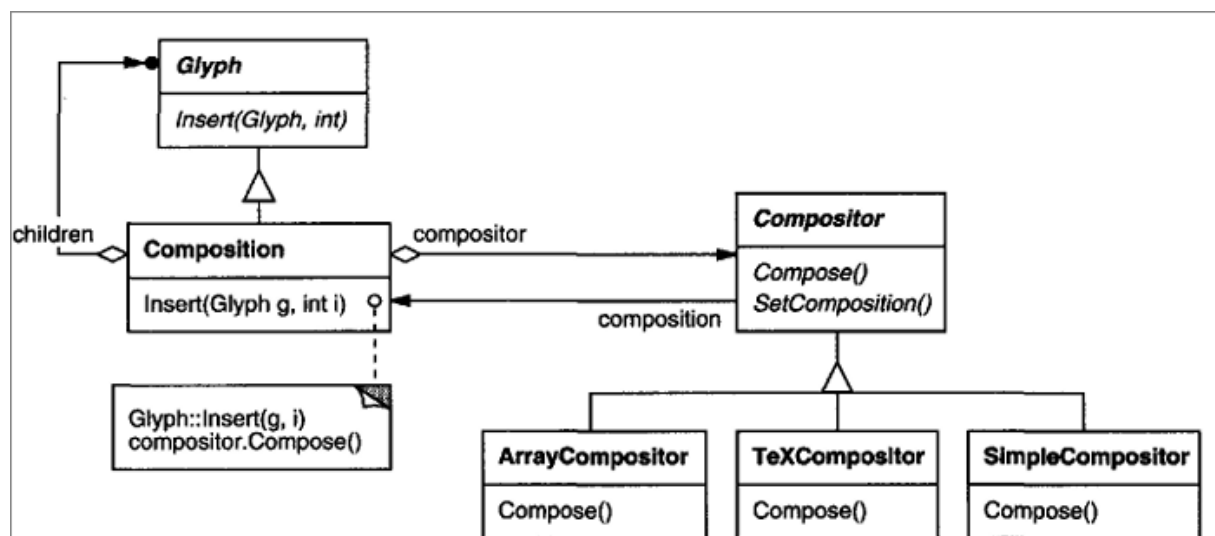 Glyph
Insert(Glyph, int)
children
Composition
Insert(Glyph g, int i)
compositor
composition
Compositor
Compose()
SetComposition()
Glyph::Insert(g, i)
compositor.Compose()
ArrayCompositor
Compose()
TeXCompositor
Compose()
SimpleCompositor
Compose()